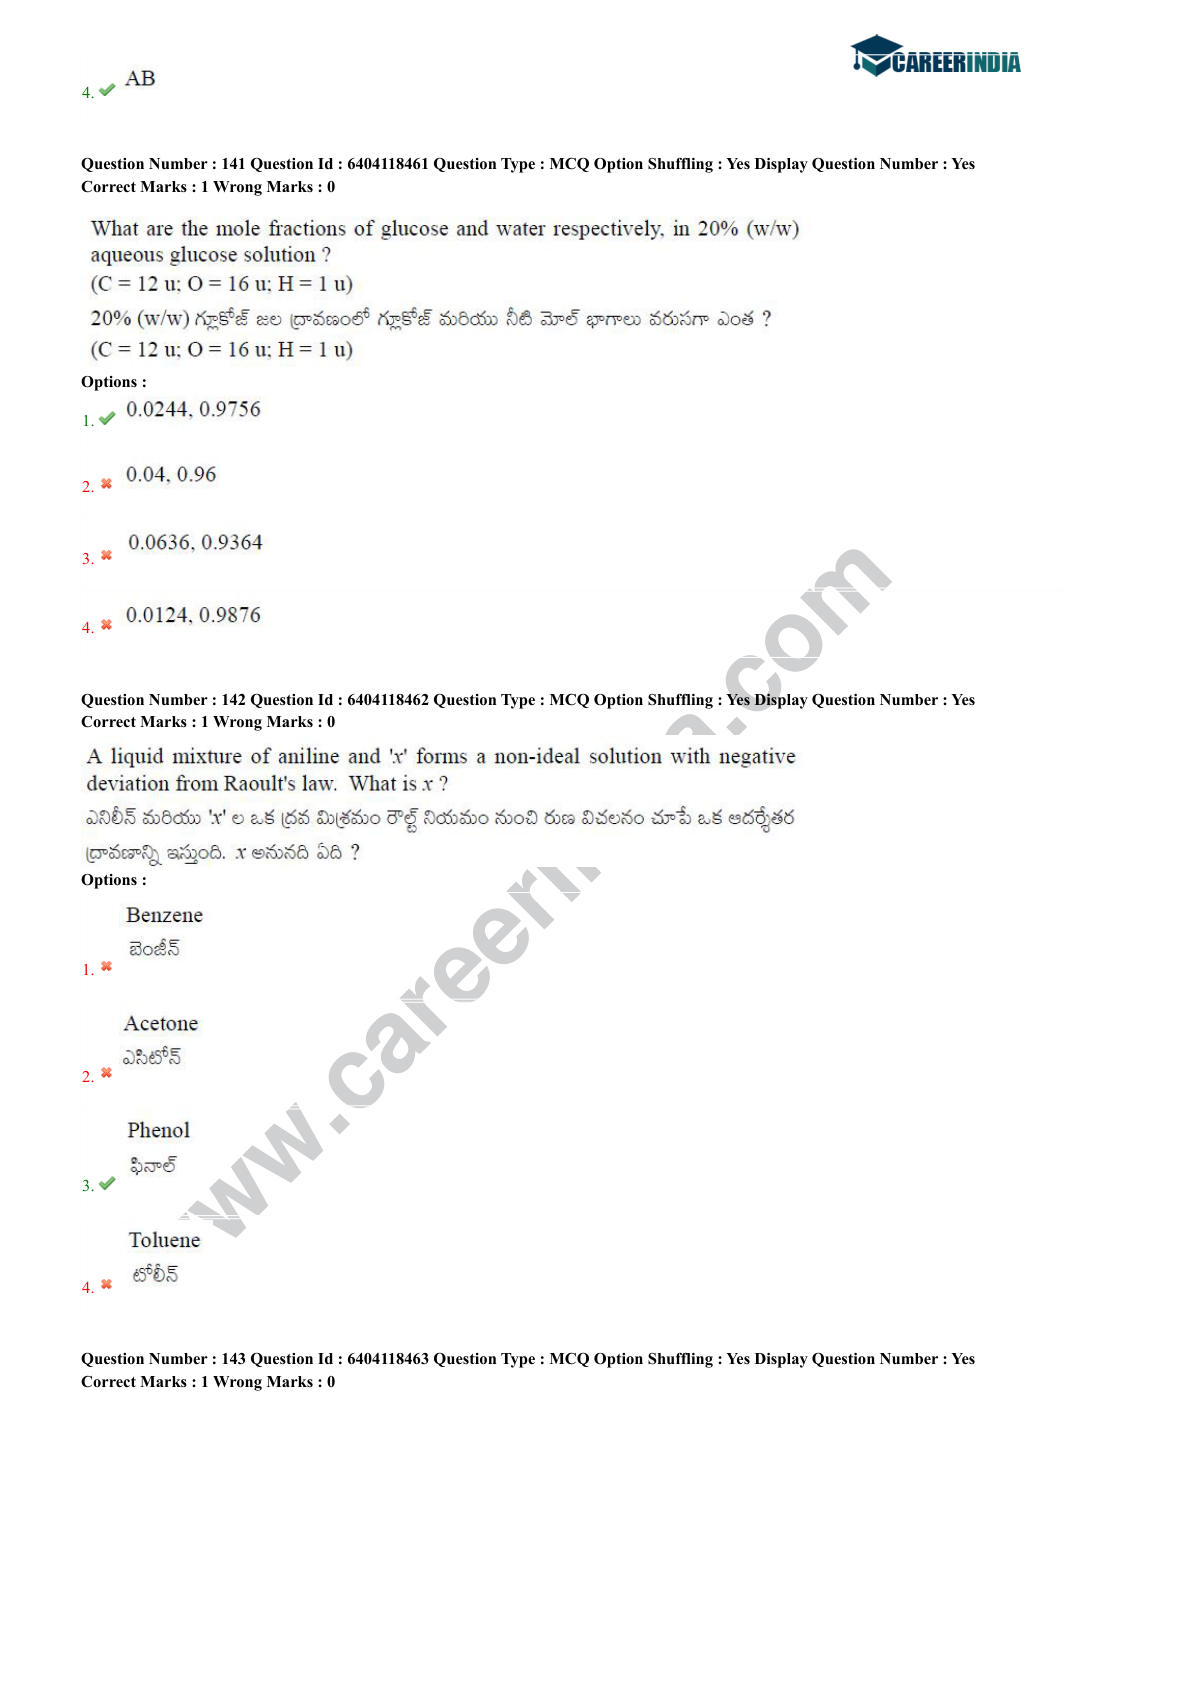 CAREERINDIA
AB
4.
Question Number : 141 Question Id : 6404118461 Question Type : MCQ Option Shuffling : Yes Display Question Number : Yes
Correct Marks : 1 Wrong Marks : 0
What are the mole fractions of glucose and water respectively, in 20% (w/w)
aqueous glucose solution ?
(C = 12 u; O = 16 u; H = 1 u)
20% (w/w) గ్లూకోజ్ జల ద్రావణంలో గ్లూకోజ్ మరియు నీటి మోల్ భాగాలు వరుసగా ఎంత ?
(C = 12 u; O = 16 u; H = 1 u)
Options :
1. 0.0244, 0.9756
2. 0.04, 0.96
3. 0.0636, 0.9364
4. 0.0124, 0.9876
Question Number : 142 Question Id : 6404118462 Question Type : MCQ Option Shuffling : Yes Display Question Number : Yes
Correct Marks : 1 Wrong Marks : 0
A liquid mixture of aniline and 'x' forms a non-ideal solution with negative
deviation from Raoult's law. What is x ?
ఎనిలీన్ మరియు 'x' ల ఒక ద్రవ మిశ్రమం రౌల్ట్ నియమం నుంచి రుణ విచలనం చూపే ఒక ఆదర్శేతర
ద్రావణాన్ని ఇస్తుంది. x అనునది ఏది ?
Options :
Benzene
బెంజీన్
1.
Acetone
ఎసిటోన్
2.
Phenol
ఫినాల్
3.
Toluene
టోలీన్
4.
Question Number : 143 Question Id : 6404118463 Question Type : MCQ Option Shuffling : Yes Display Question Number : Yes
Correct Marks : 1 Wrong Marks : 0